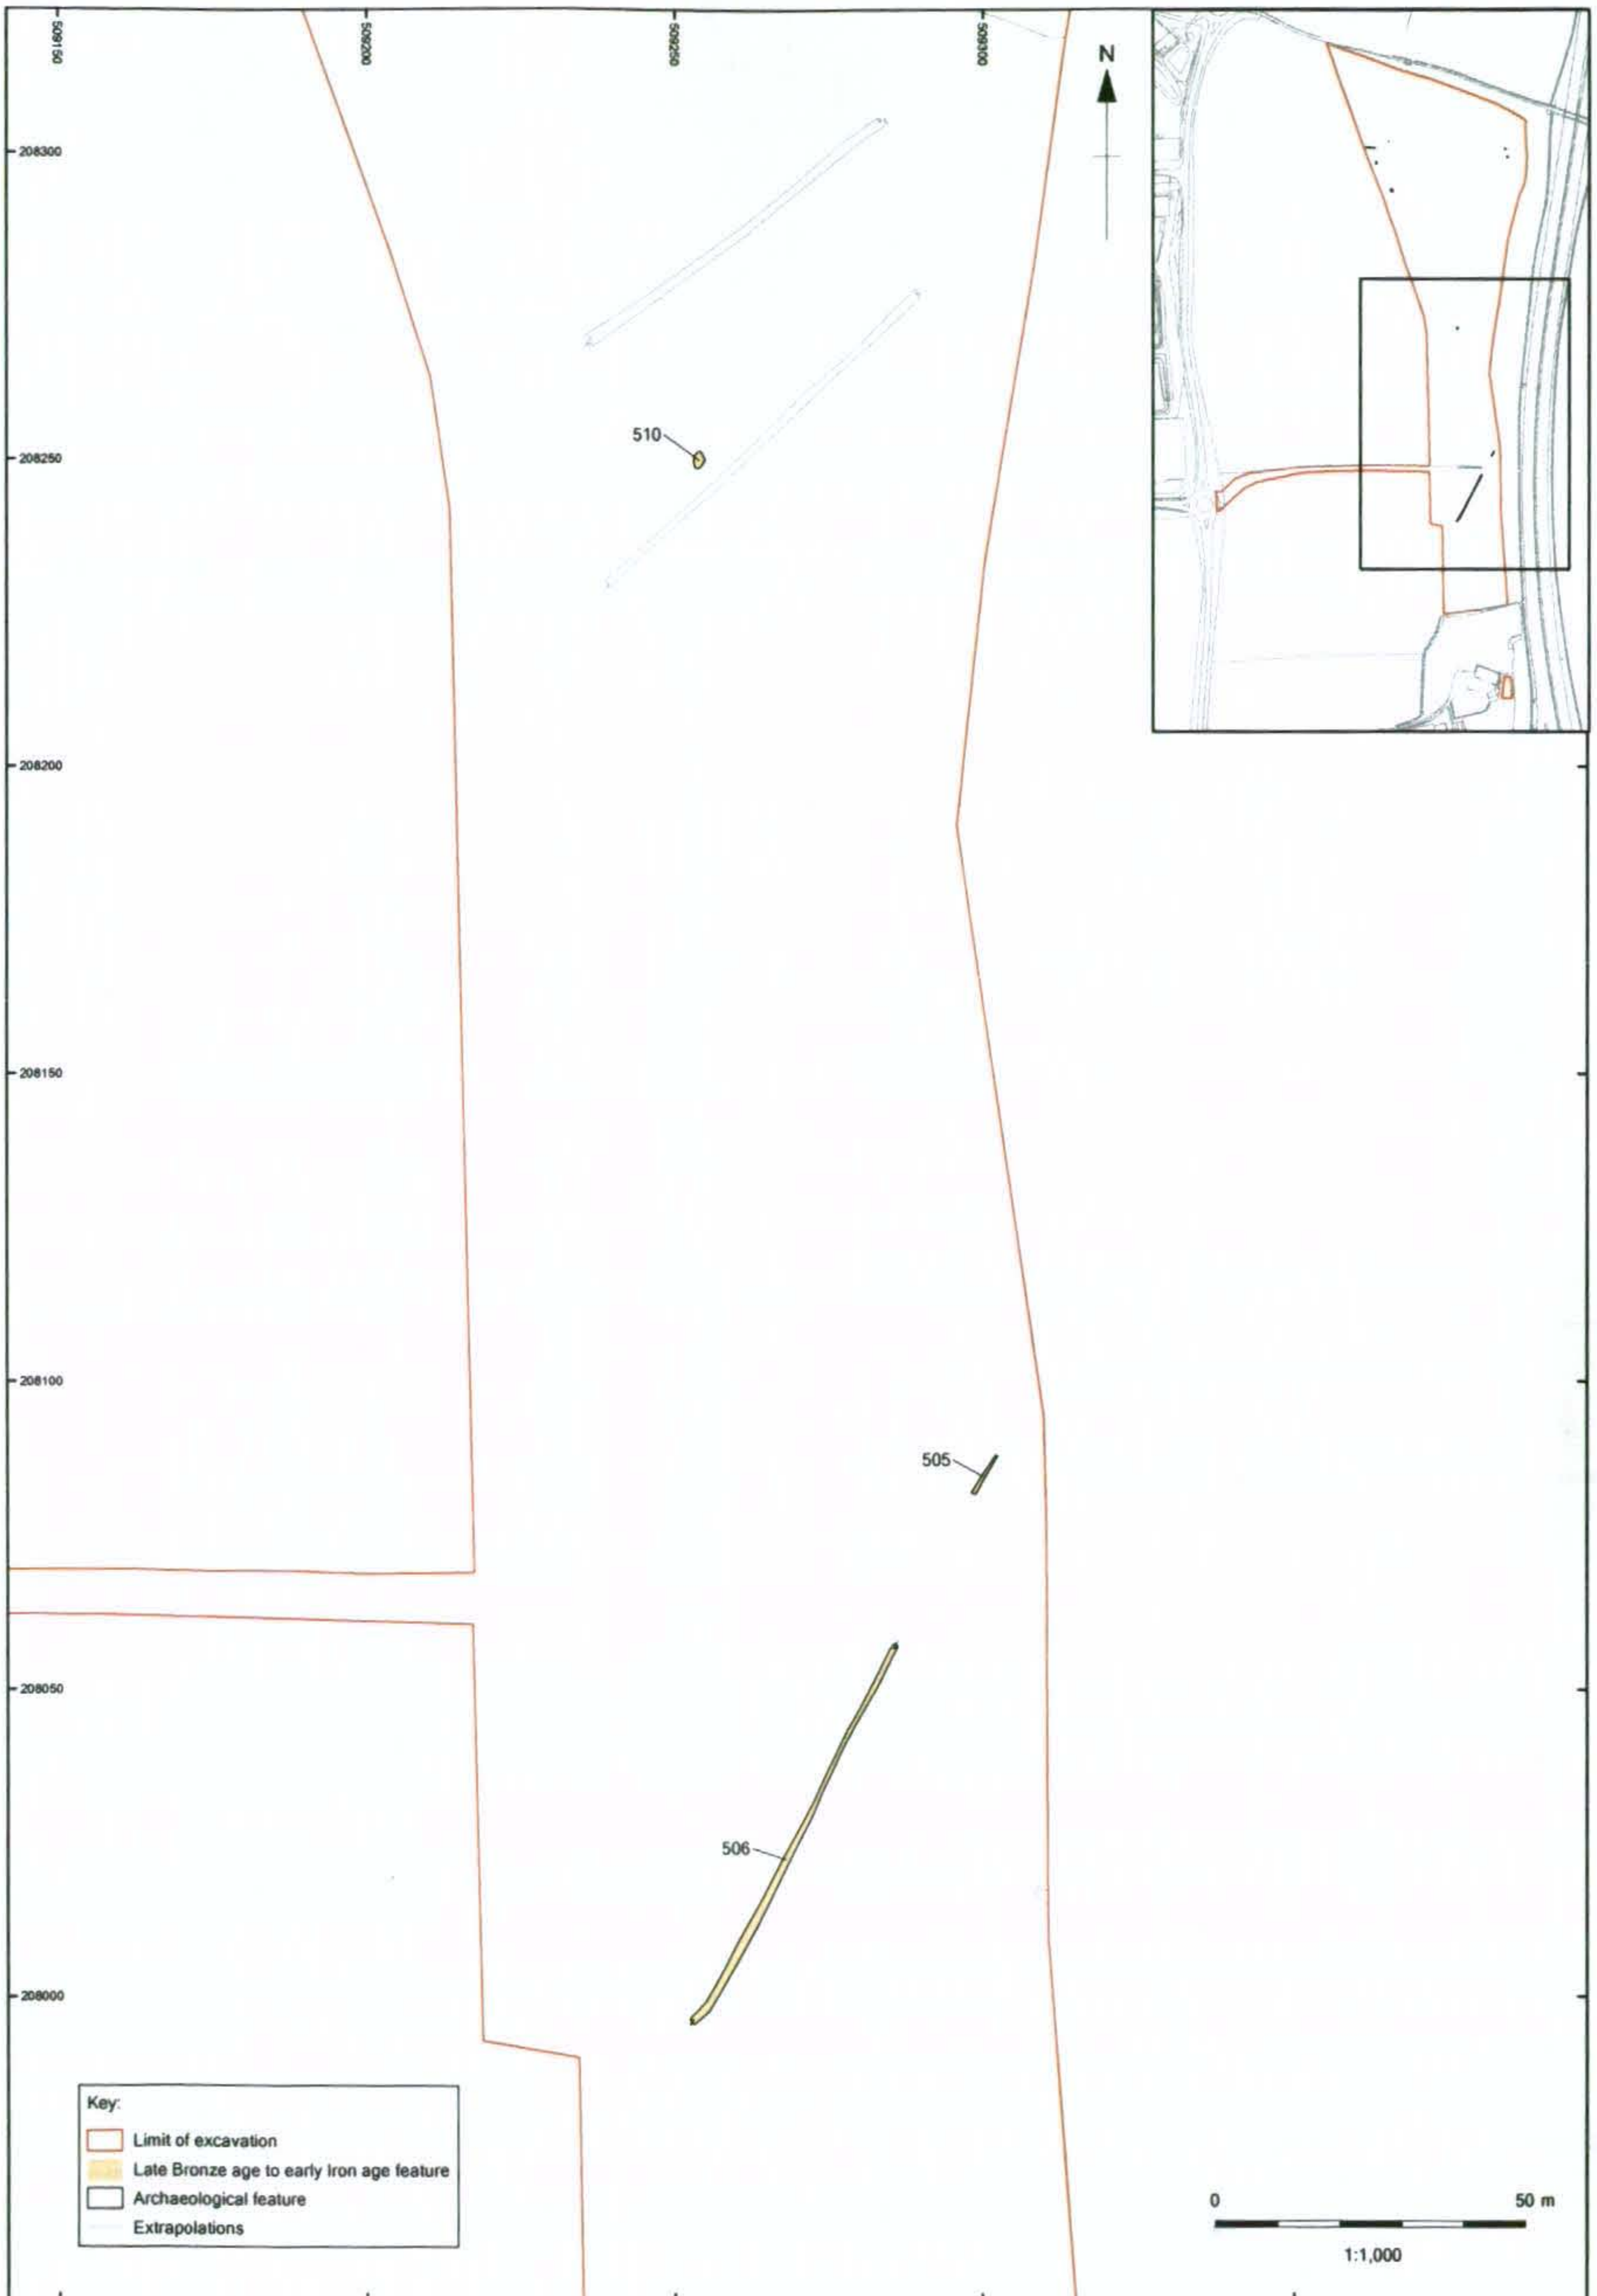 509150
509200
509250
509300
N
208300
510
208250
208200
208150
208100
505
208050
506
208000
Key:
Limit of excavation
Late Bronze age to early Iron age feature
Archaeological feature
Extrapolations
0 50 m
1:1,000